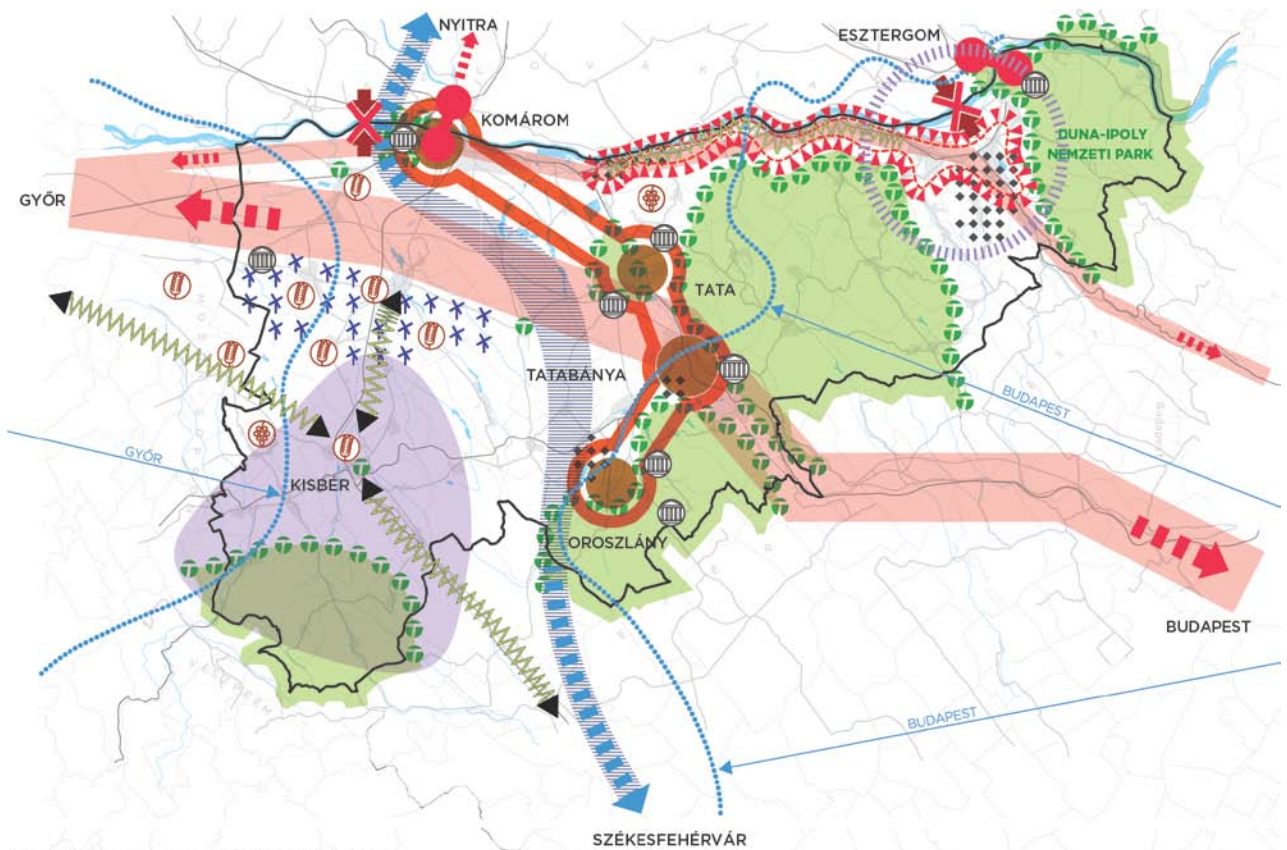 NYITRA
ESZTERGOM
KOMÁROM
DUNA-IPOLY
NEMZETI PARK
GYŐR
TATA
TATABÁNYA
BUDAPEST
GYŐR
KISBÉR
OROSZLÁNY
BUDAPEST
BUDAPEST
SZÉKESFEHÉRVÁR